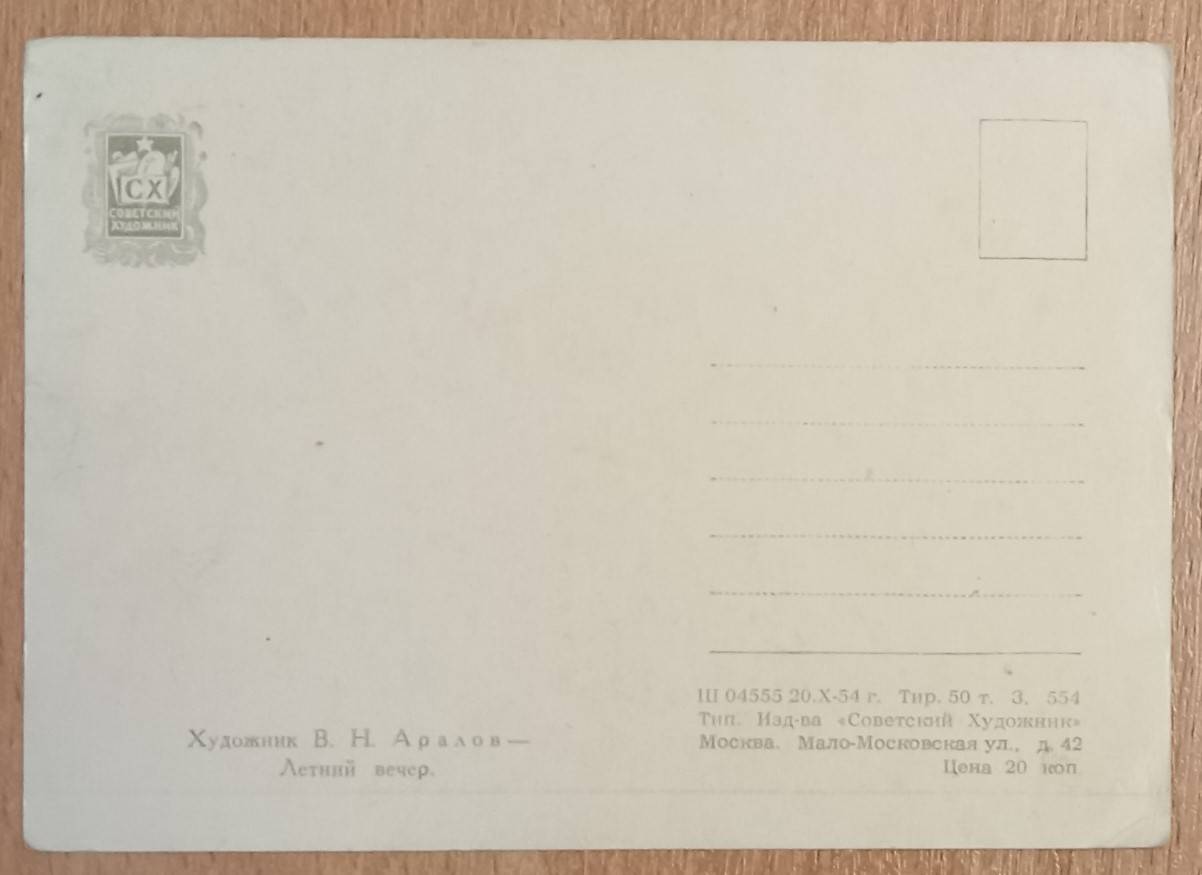 СХ
СОВЕТСКИЙ
ХУДОЖНИК
Художник В. Н. Аралов—
Летний вечер.
Ш 04555 20.X-54 г. Тир. 50 т. З. 554
Тип. Изд-ва «Советский Художник»
Москва. Мало-Московская ул., д. 42
Цена 20 коп